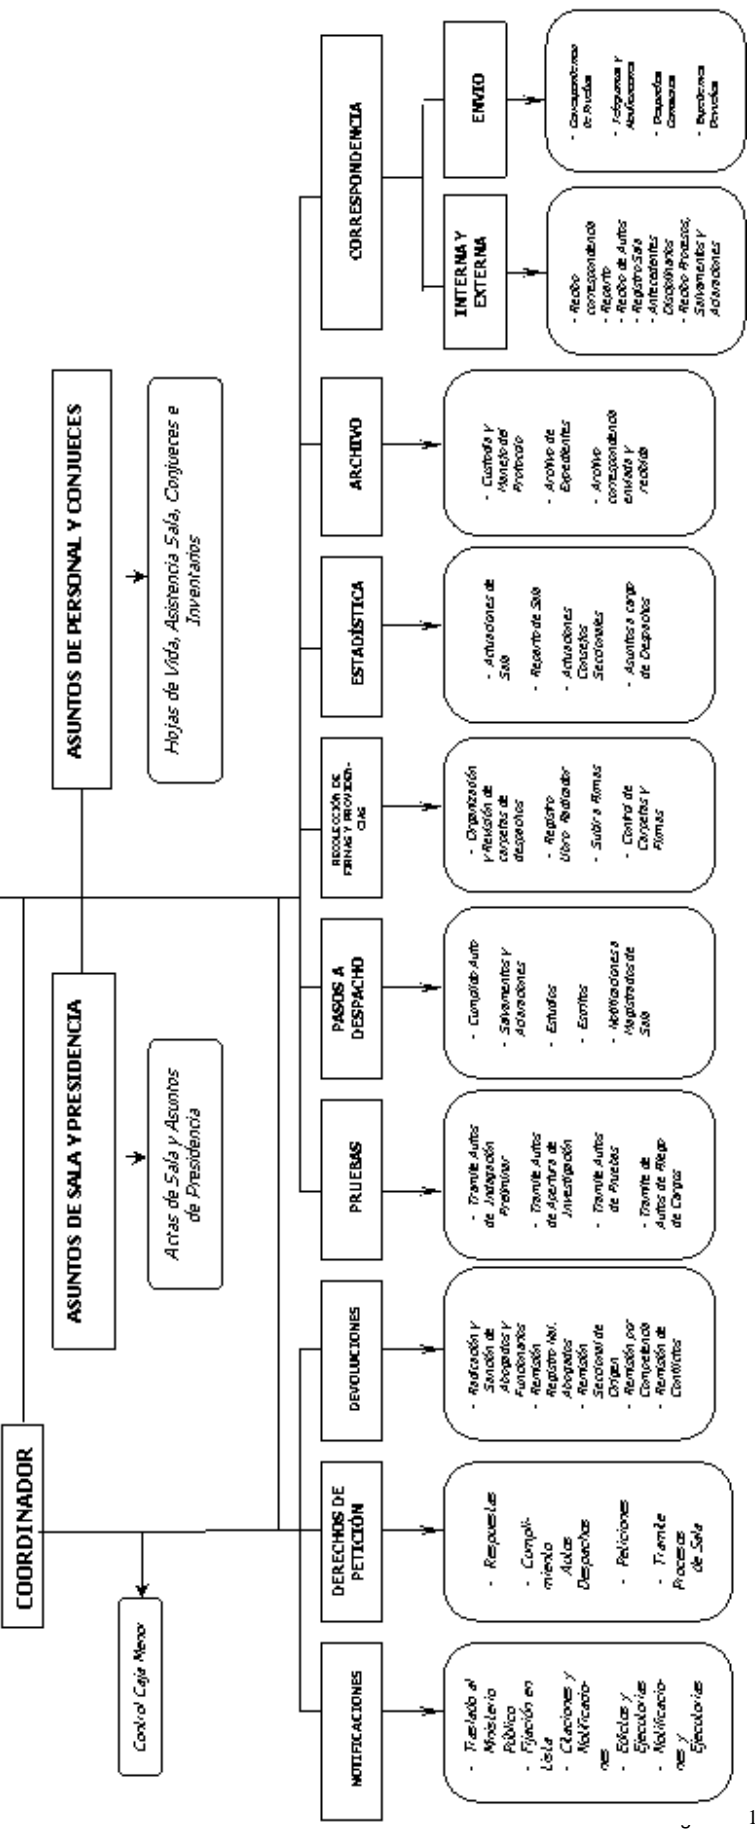 COORDINADOR
Control Caja Menor
ASUNTOS DE SALA Y PRESIDENCIA
Actas de Sala y Asuntos
de Presidencia
ASUNTOS DE PERSONAL Y CONJUECES
Hojas de Vida, Asistencia Sala, Conjueces e
Inventarios
NOTIFICACIONES
- Traslado al
Ministerio
Público
- Fijación en
Lista
- Citaciones y
Notificacio-
nes
- Edictos y
Ejecutorias
- Notificacio-
nes y
Ejecutorias
DERECHOS DE
PETICIÓN
- Respuestas
- Cumpli-
miento
Autos
Despachos
- Peticiones
- Tramite
Procesos
de Sala
DEVOLUCIONES
- Radicación y
Sanción de
Abogados y
Funcionarios
- Remisión
Registro Nal.
Abogados
- Remisión
Seccional de
Origen
- Remisión por
Competencia
- Remisión de
Conflictos
PRUEBAS
- Tramite Autos
de Indagación
Preliminar
- Tramite Autos
de Apertura de
Investigación
- Tramite Autos
de Pruebas
- Tramite de
Autos de Pliego
de Cargos
PASOS A
DESPACHO
- Cumplido Auto
- Salvamentos y
Aclaraciones
- Estudios
- Escritos
- Notificaciones a
Magistrados de
Sala
RECOLECCIÓN DE
FIRMAS Y PROVIDEN-
CIAS
- Organización
y Revisión de
carpetas de
despachos
- Registro
Libro Radicador
- Subir a Firmas
- Control de
Carpetas y
Firmas
ESTADÍSTICA
- Actuaciones de
Sala
- Reparto de Sala
- Actuaciones
Consejos
Seccionales
- Asuntos a cargo
de Despachos
ARCHIVO
- Custodia y
Manejo del
Protocolo
- Archivo de
Expedientes
- Archivo
correspondencia
enviada y
recibida
CORRESPONDENCIA
INTERNA Y
EXTERNA
- Recibo
correspondencia
- Reparto
- Recibo de Autos
- Registro Sala
- Antecedentes
Disciplinarios
- Recibo Procesos,
Salvamentos y
Aclaraciones
ENVIO
- Correspondencia
de Pruebas
- Telegramas y
- Despachos
Comisorios
- Expedientes
Devueltos
1